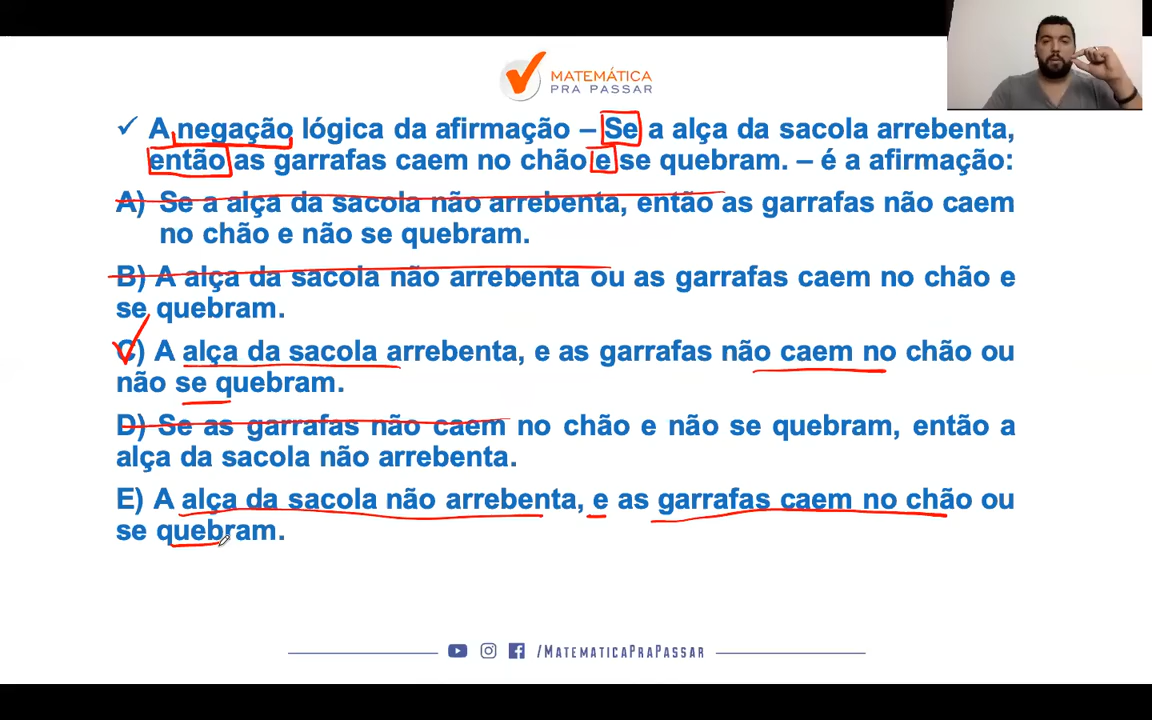 MATEMÁTICA
PRA PASSAR
✓ A negação lógica da afirmação – Se a alça da sacola arrebenta,
então as garrafas caem no chão e se quebram. – é a afirmação:
A) Se a alça da sacola não arrebenta, então as garrafas não caem
no chão e não se quebram.
B) A alça da sacola não arrebenta ou as garrafas caem no chão e
se quebram.
C) A alça da sacola arrebenta, e as garrafas não caem no chão ou
não se quebram.
D) Se as garrafas não caem no chão e não se quebram, então a
alça da sacola não arrebenta.
E) A alça da sacola não arrebenta, e as garrafas caem no chão ou
se quebram.
/MATEMATICAPRAPASSAR